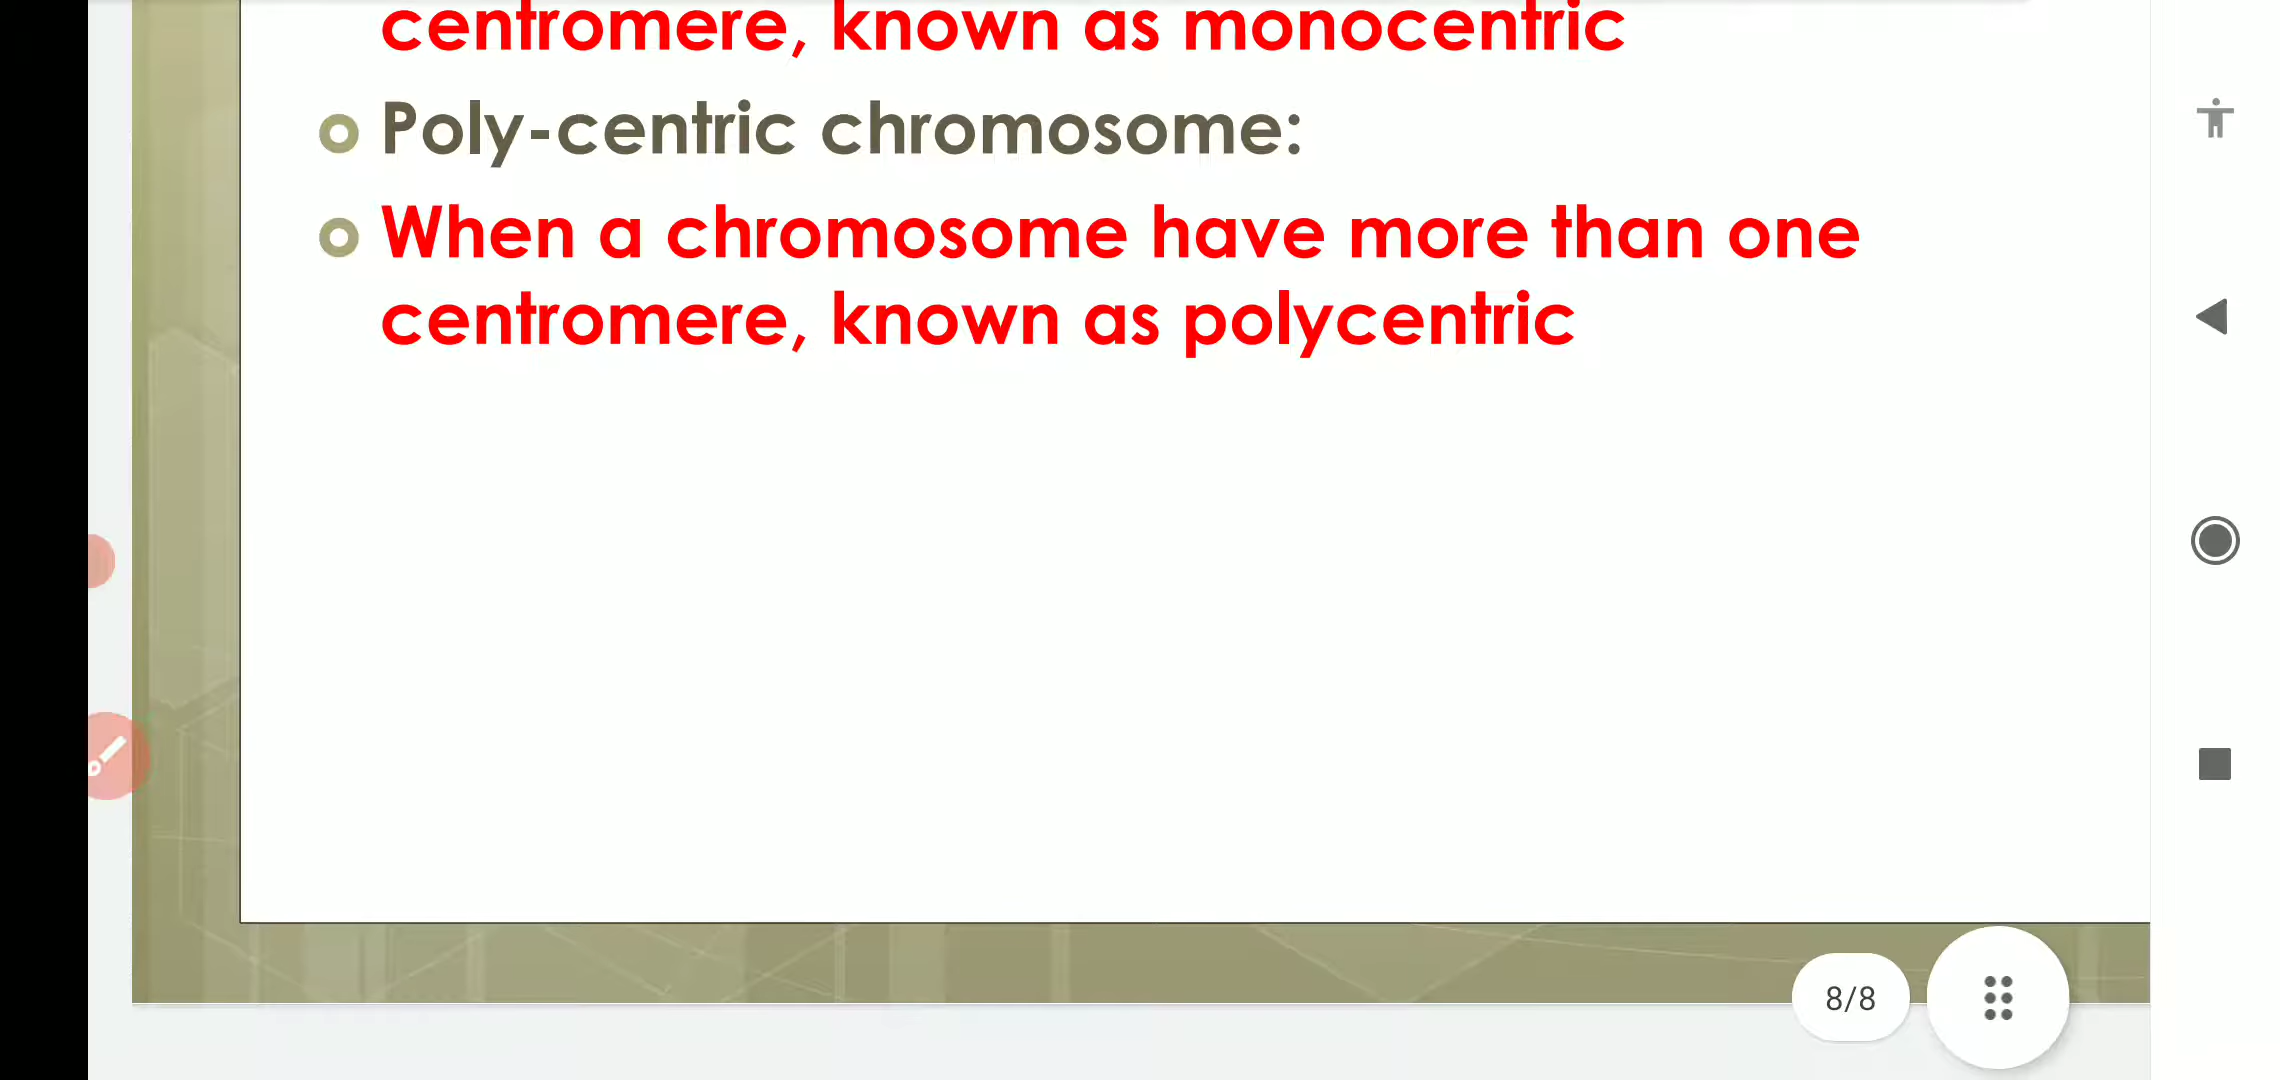 centromere, known as monocentric
Poly-centric chromosome:
When a chromosome have more than one
centromere, known as polycentric
8/8